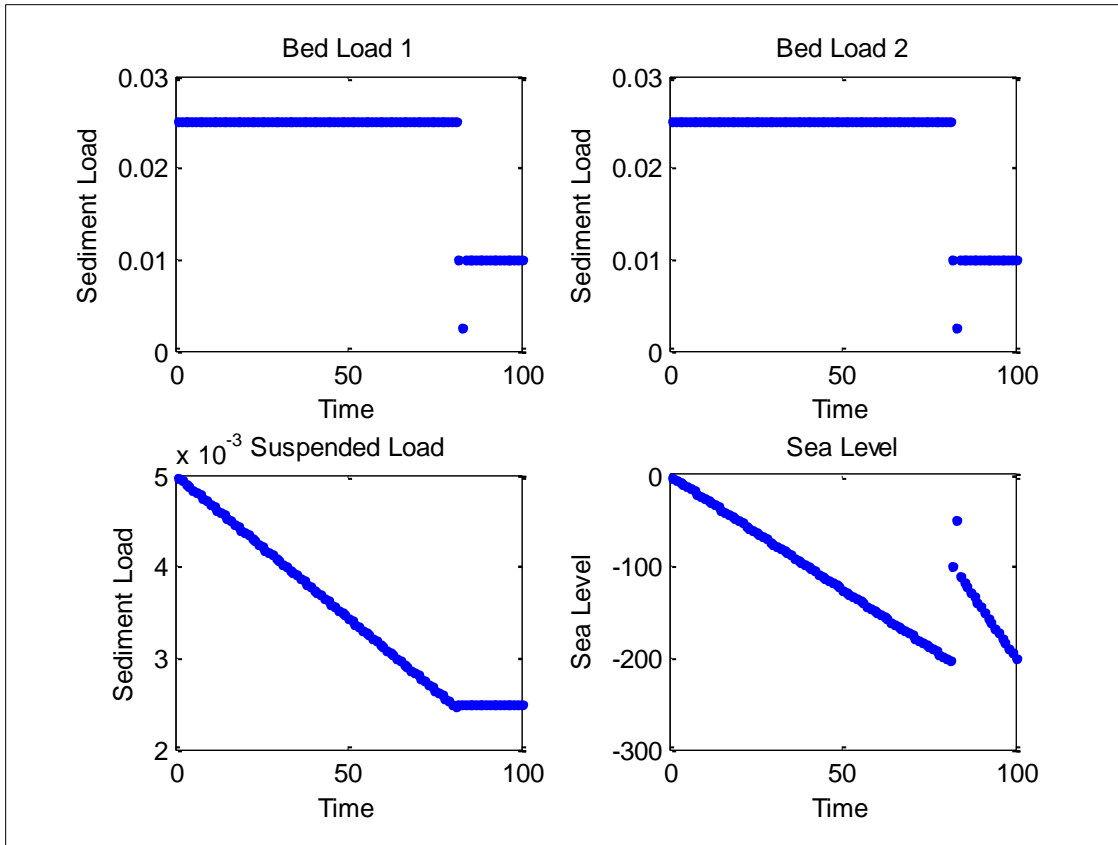 Bed Load 1
0.03
0.02
0.01
0
Sediment Load
0 50 100
Time
Bed Load 2
0.03
0.02
0.01
0
Sediment Load
0 50 100
Time
x 10-3 Suspended Load
5
4
3
2
Sediment Load
0 50 100
Time
Sea Level
0
-100
-200
-300
Sea Level
0 50 100
Time